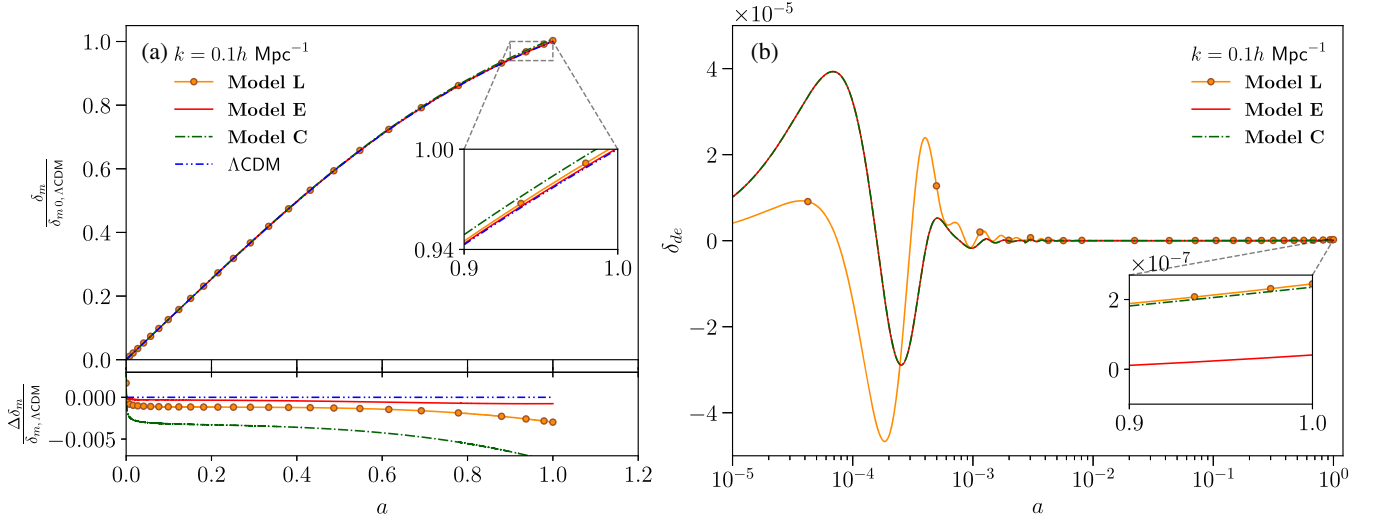 (a) k = 0.1h Mpc⁻¹
Model L
Model E
Model C
ΛCDM
1.0
0.8
0.6
0.4
0.2
0.0
δm / δm0,ΛCDM
1.00
0.94
0.9 1.0
0.000
−0.005
Δδm / δm,ΛCDM
0.0 0.2 0.4 0.6 0.8 1.0 1.2
a
×10⁻⁵
(b) k = 0.1h Mpc⁻¹
Model L
Model E
Model C
4
2
0
−2
−4
δde
×10⁻⁷
2
0
0.9 1.0
10⁻⁵ 10⁻⁴ 10⁻³ 10⁻² 10⁻¹ 10⁰
a